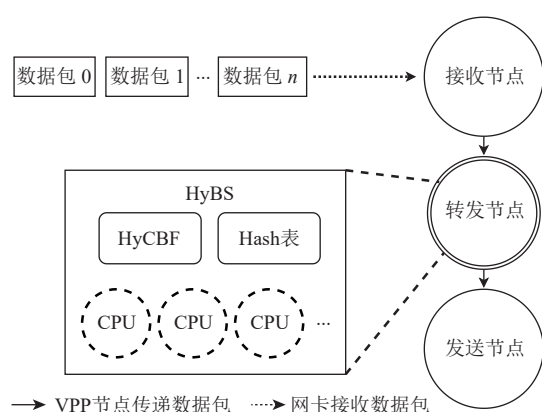 数据包 0 数据包 1 ··· 数据包 n
接收节点
HyBS
转发节点
HyCBF Hash表
CPU CPU CPU ···
发送节点
VPP节点传递数据包 网卡接收数据包